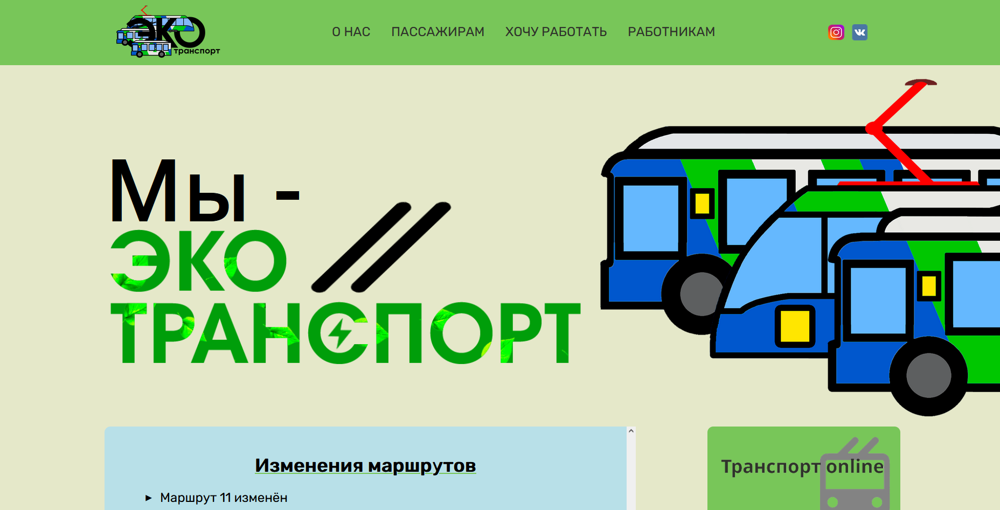 ЭКО
транспорт
О НАС ПАССАЖИРАМ ХОЧУ РАБОТАТЬ РАБОТНИКАМ
Мы -
ЭКО
ТРАНСПОРТ
Изменения маршрутов
Транспорт online
► Маршрут 11 изменён